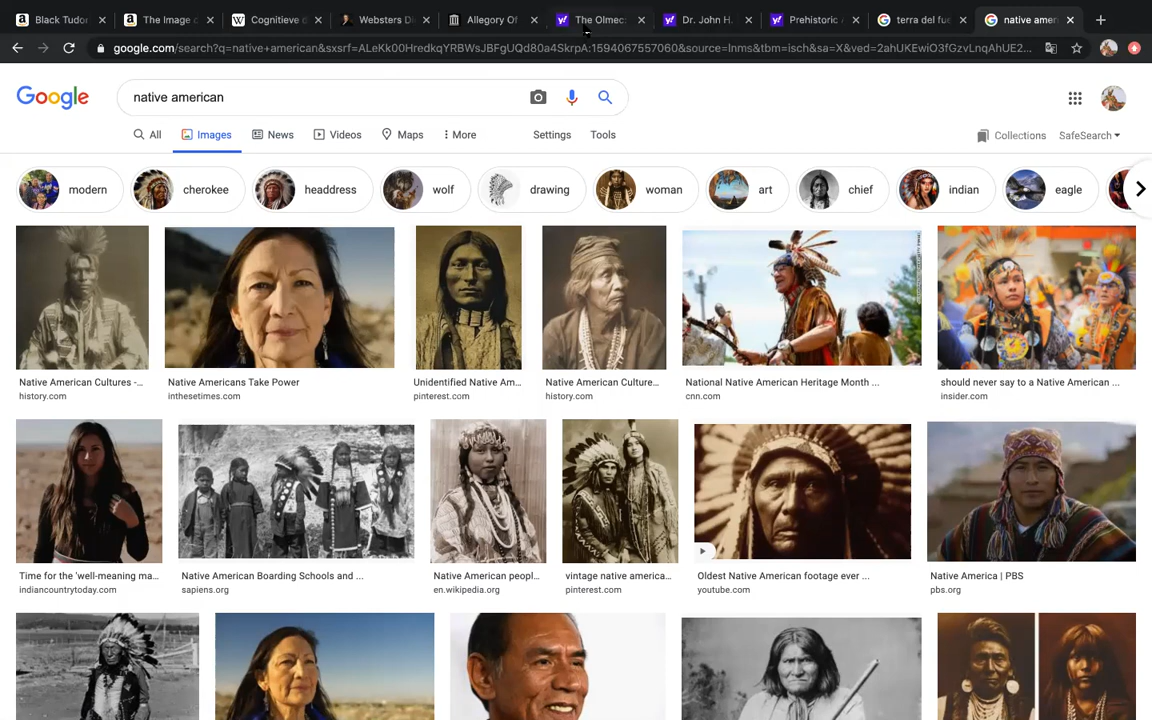 Black Tudor
The Image o
Cognitieve d
Websters Di
Allegory Of
The Olmec
Dr. John H.
Prehistoric A
terra del fue
native amer
google.com/search?q=native+american&sxsrf=ALeKk00HredkqYRBWsJBFgUQd80a4SkrpA:1594067557060&source=lnms&tbm=isch&sa=X&ved=2ahUKEwiO3fGzvLnqAhUE2...
Google native american
All Images News Videos Maps More Settings Tools Collections SafeSearch
modern cherokee headdress wolf drawing woman art chief indian eagle
Native American Cultures -...
history.com
Native Americans Take Power
inthesetimes.com
Unidentified Native Am...
pinterest.com
Native American Culture...
history.com
National Native American Heritage Month ...
cnn.com
should never say to a Native American ...
insider.com
Time for the 'well-meaning ma...
indiancountrytoday.com
Native American Boarding Schools and ...
sapiens.org
Native American peopl...
en.wikipedia.org
vintage native america...
pinterest.com
Oldest Native American footage ever ...
youtube.com
Native America | PBS
pbs.org